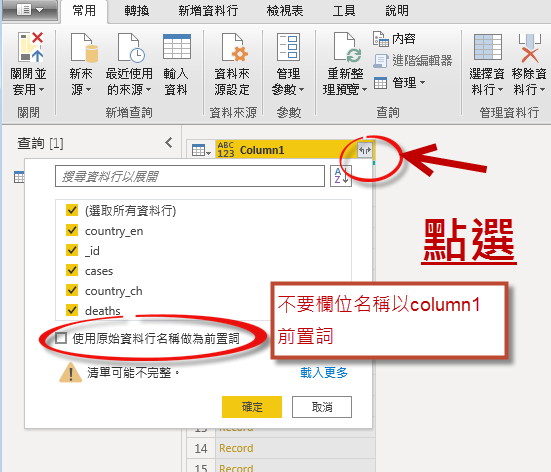 常用 轉換 新增資料行 檢視表 工具 說明
關閉並
套用
新來
源
最近使用
的來源
輸入
資料
資料來
源設定
管理
參數
重新整
理預覽
內容
進階編輯器
管理
選擇資
料行
移除資
料行
關閉 新增查詢 資料來源 參數 查詢 管理資料行
查詢 [1]
ABC
123
Column1
搜尋資料行以展開
A
Z
(選取所有資料行)
country_en
_id
cases
country_ch
deaths
使用原始資料行名稱做為前置詞
清單可能不完整。
載入更多
確定 取消
點選
不要欄位名稱以column1
前置詞
13 Record
14 Record
15 Record